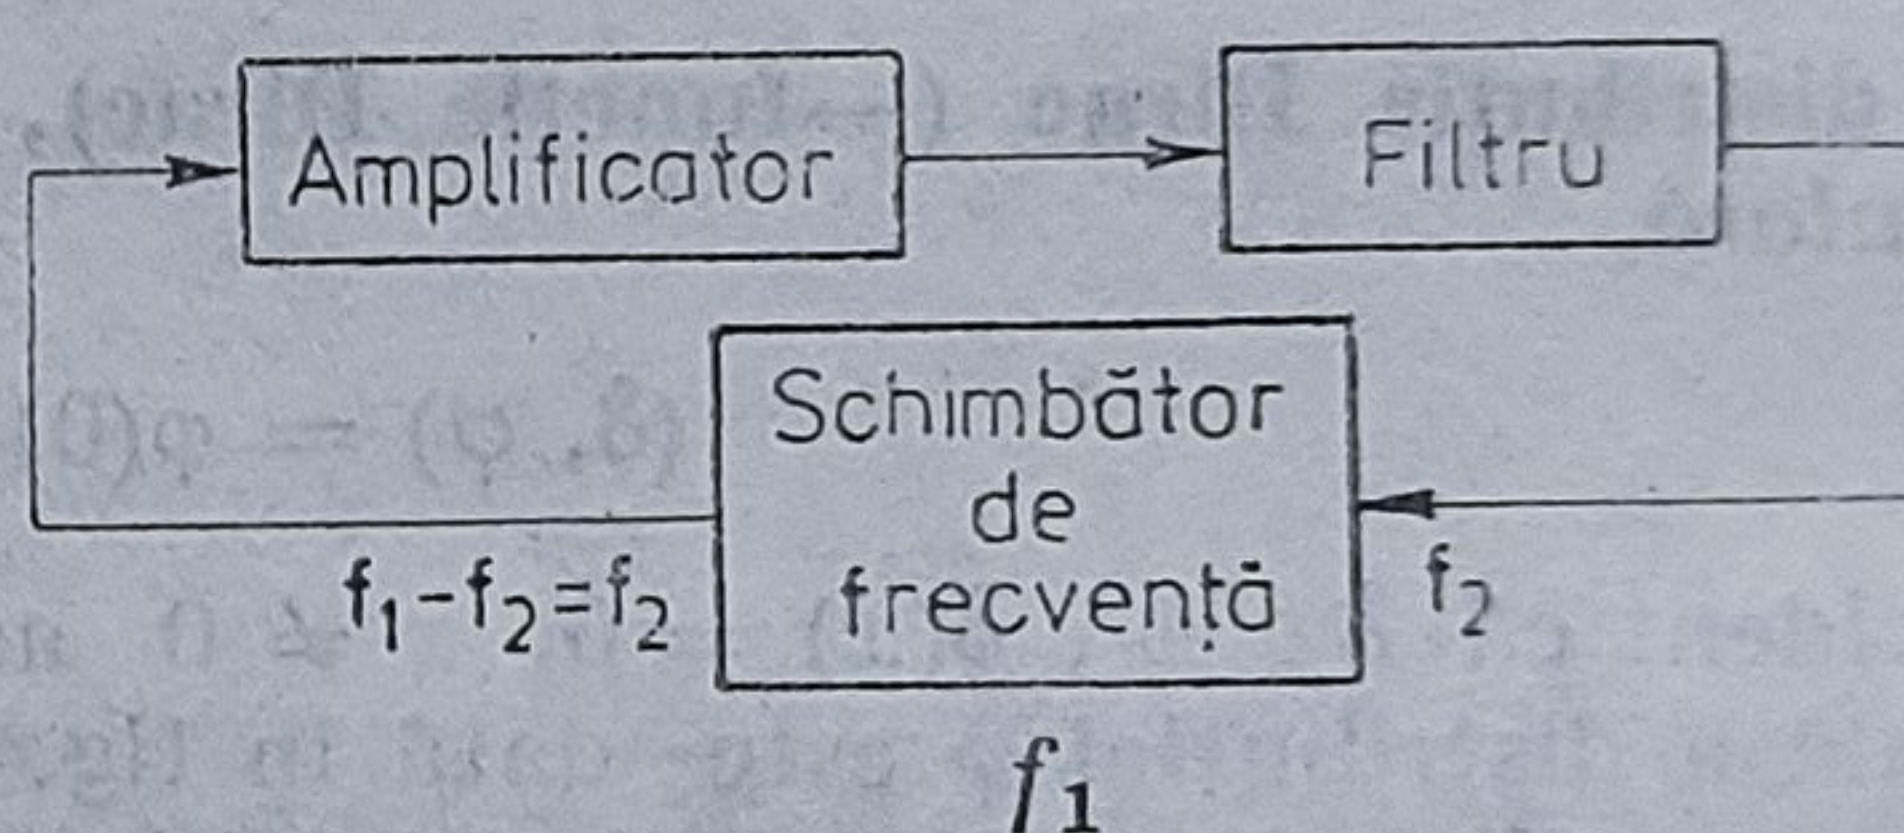 Amplificator
Filtru
Schimbător
de
frecvență
f₁-f₂=f₂
f₂
f₁